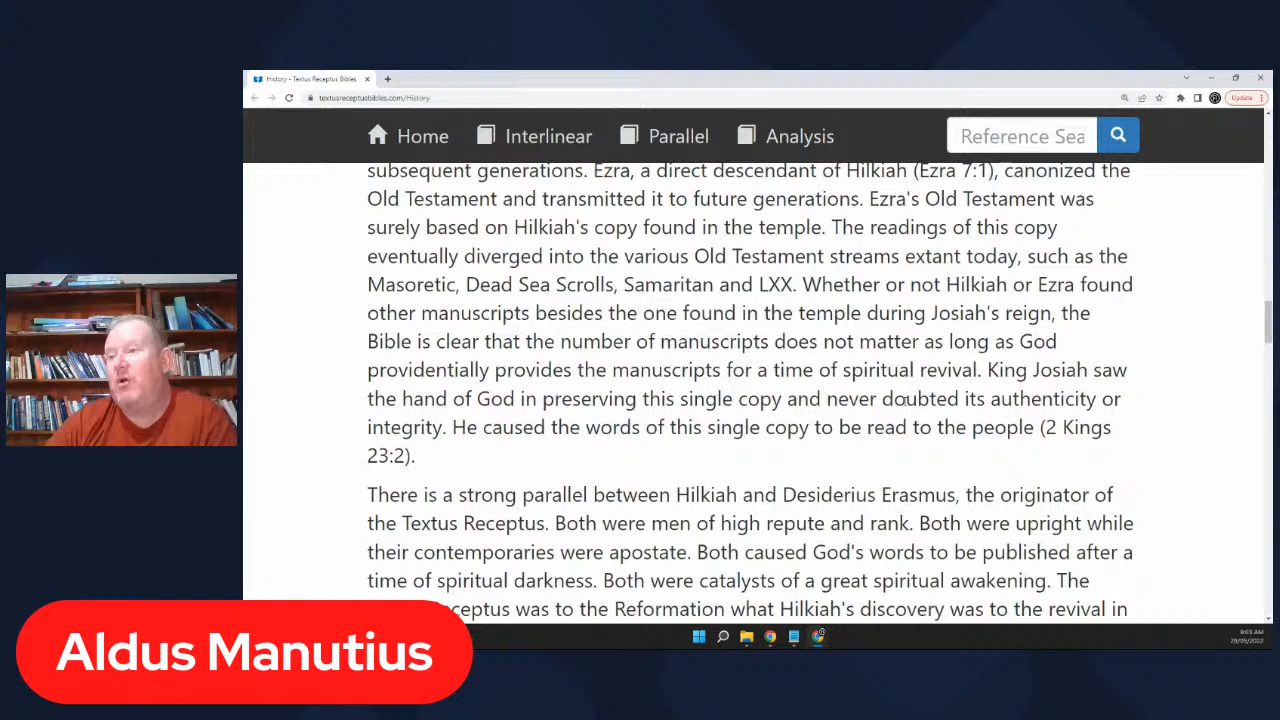 History - Textus Receptus Bibles
textusreceptusbibles.com/History
Update
Home Interlinear Parallel Analysis Reference Sea
subsequent generations. Ezra, a direct descendant of Hilkiah (Ezra 7:1), canonized the
Old Testament and transmitted it to future generations. Ezra's Old Testament was
surely based on Hilkiah's copy found in the temple. The readings of this copy
eventually diverged into the various Old Testament streams extant today, such as the
Masoretic, Dead Sea Scrolls, Samaritan and LXX. Whether or not Hilkiah or Ezra found
other manuscripts besides the one found in the temple during Josiah's reign, the
Bible is clear that the number of manuscripts does not matter as long as God
providentially provides the manuscripts for a time of spiritual revival. King Josiah saw
the hand of God in preserving this single copy and never doubted its authenticity or
integrity. He caused the words of this single copy to be read to the people (2 Kings
23:2).
There is a strong parallel between Hilkiah and Desiderius Erasmus, the originator of
the Textus Receptus. Both were men of high repute and rank. Both were upright while
their contemporaries were apostate. Both caused God's words to be published after a
time of spiritual darkness. Both were catalysts of a great spiritual awakening. The
eceptus was to the Reformation what Hilkiah's discovery was to the revival in
9:03 AM
29/05/2022
Aldus Manutius